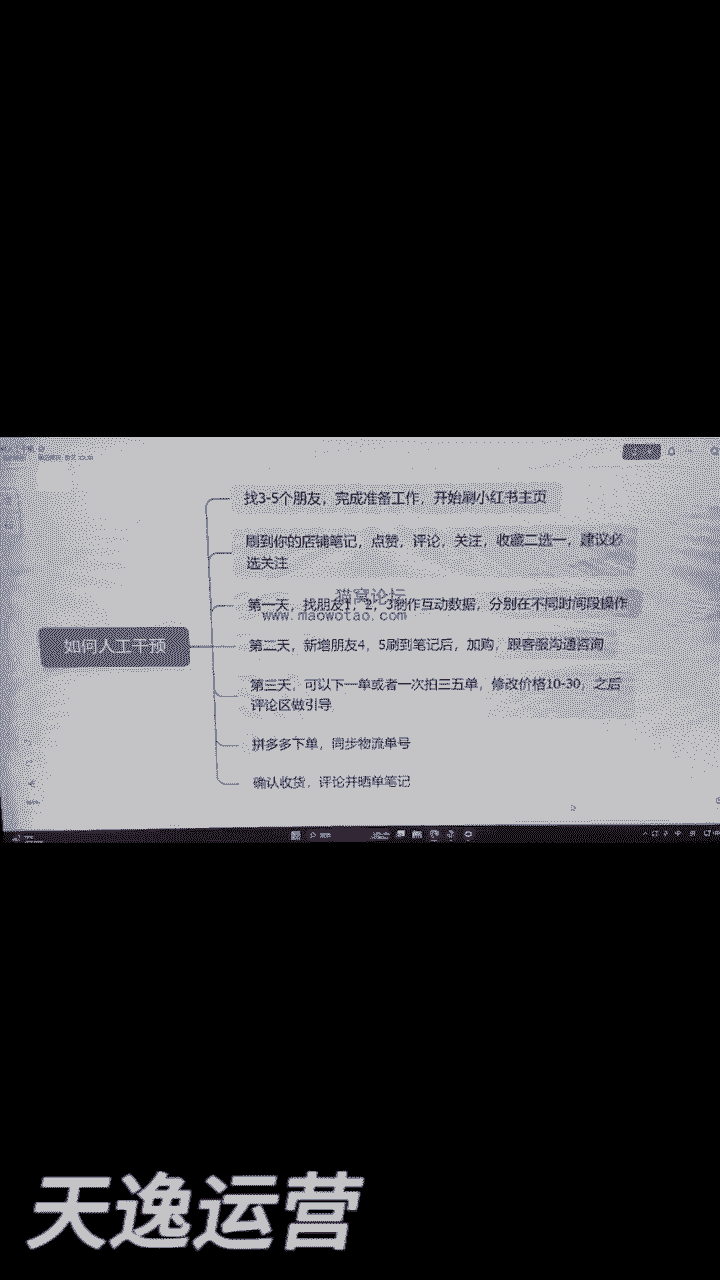 找3-5个朋友，完成准备工作，开始刷小红书主页
刷到你的店铺笔记，点赞，评论，关注，收藏二选一，建议必
选关注
猫窝论坛
第一天，找朋友1，2，3制作互动数据，分别在不同时间段操作
www.maowotao.com
如何人工干预
第二天，新增朋友4，5刷到笔记后，加购，跟客服沟通咨询
第三天，可以下一单或者一次拍三五单，修改价格10-30，之后
评论区做引导
拼多多下单，同步物流单号
确认收货，评论并晒单笔记
天逸运营